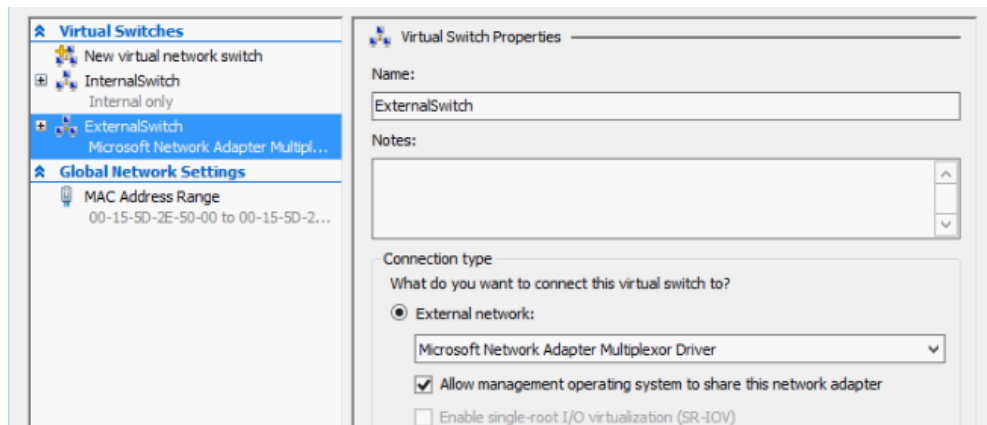 Virtual Switches
New virtual network switch
InternalSwitch
Internal only
ExternalSwitch
Microsoft Network Adapter Multipl...
Global Network Settings
MAC Address Range
00-15-5D-2E-50-00 to 00-15-5D-2...
Virtual Switch Properties
Name:
ExternalSwitch
Notes:
Connection type
What do you want to connect this virtual switch to?
External network:
Microsoft Network Adapter Multiplexor Driver
Allow management operating system to share this network adapter
Enable single-root I/O virtualization (SR-IOV)